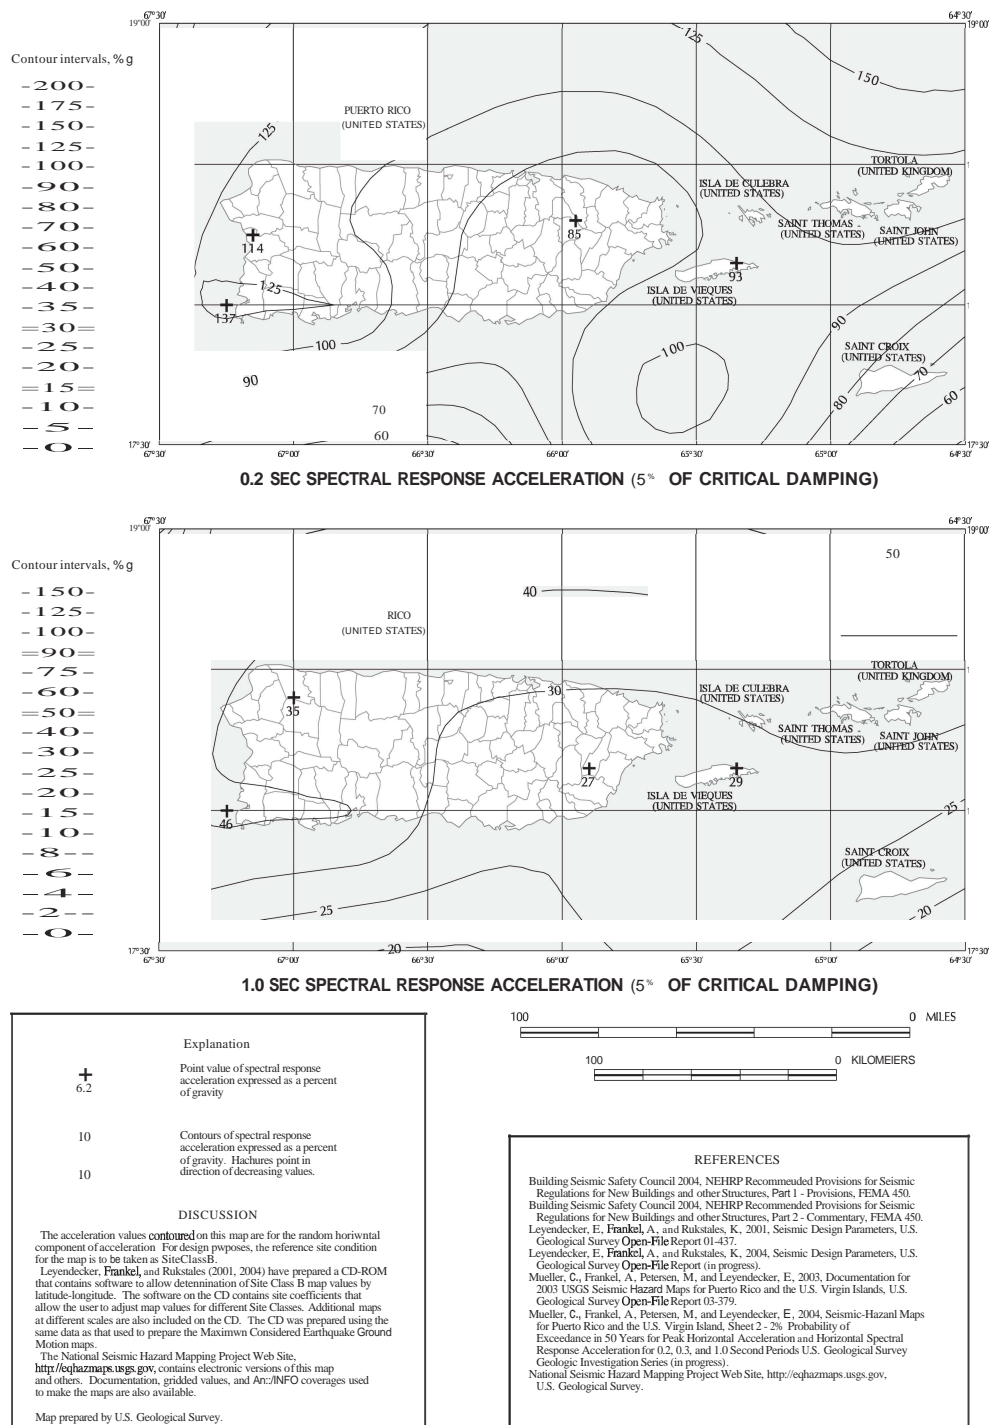 67°30'
64°30'
19°00'
19°00'
Contour intervals, % g
-200-
-175-
-150-
-125-
-100-
-90-
-80-
-70-
-60-
-50-
-40-
-35-
=30=
-25-
-20-
=15=
-10-
-5-
-0-
125
150
PUERTO RICO
(UNITED STATES)
125
TORTOLA
(UNITED KINGDOM)
ISLA DE CULEBRA
(UNITED STATES)
SAINT THOMAS -
(UNITED STATES)
SAINT JOHN
(UNITED STATES)
114
85
93
125
ISLA DE VIEQUES
(UNITED STATES)
137
90
100
100
SAINT CROIX
(UNITED STATES)
90
70
80
60
70
60
17°30'
17°30'
67°30'
67°00'
66°30'
66°00'
65°30'
65°00'
64°30'
0.2 SEC SPECTRAL RESPONSE ACCELERATION (5% OF CRITICAL DAMPING)
67°30'
64°30'
19°00'
19°00'
Contour intervals, % g
-150-
-125-
-100-
=90=
-75-
-60-
=50=
-40-
-30-
-25-
-20-
-15-
-10-
-8--
-6-
-4-
-2--
-0-
50
40
RICO
(UNITED STATES)
TORTOLA
(UNITED KINGDOM)
30
ISLA DE CULEBRA
(UNITED STATES)
35
SAINT THOMAS -
(UNITED STATES)
SAINT JOHN
(UNITED STATES)
27
29
ISLA DE VIEQUES
(UNITED STATES)
46
25
SAINT CROIX
(UNITED STATES)
25
20
20
17°30'
17°30'
67°30'
67°00'
66°30'
66°00'
65°30'
65°00'
64°30'
1.0 SEC SPECTRAL RESPONSE ACCELERATION (5% OF CRITICAL DAMPING)
100 0 MILES
100 0 KILOMEIERS
Explanation
6.2
Point value of spectral response
acceleration expressed as a percent
of gravity
10
10
Contours of spectral response
acceleration expressed as a percent
of gravity. Hachures point in
direction of decreasing values.
DISCUSSION
The acceleration values contoured on this map are for the random horiwntal
component of acceleration For design pwposes, the reference site condition
for the map is to be taken as SiteClassB.
Leyendecker, Frankel, and Rukstales (2001, 2004) have prepared a CD-ROM
that contains software to allow detennination of Site Class B map values by
latitude-longitude. The software on the CD contains site coefficients that
allow the user to adjust map values for different Site Classes. Additional maps
at different scales are also included on the CD. The CD was prepared using the
same data as that used to prepare the Maximwn Considered Earthquake Ground
Motion maps.
The National Seismic Hazard Mapping Project Web Site,
http://eqhazmaps.usgs.gov, contains electronic versions of this map
and others. Documentation, gridded values, and An::/INFO coverages used
to make the maps are also available.
Map prepared by U.S. Geological Survey.
REFERENCES
Building Seismic Safety Council 2004, NEHRP Recommeuded Provisions for Seismic
Regulations for New Buildings and other Structures, Part 1 - Provisions, FEMA 450.
Building Seismic Safety Council 2004, NEHRP Recommended Provisions for Seismic
Regulations for New Buildings and other Structures, Part 2 - Commentary, FEMA 450.
Leyendecker, E, Frankel, A, and Rukstales, K, 2001, Seismic Design Parameters, U.S.
Geological Survey Open-File Report 01-437.
Leyendecker, E, Frankel, A, and Rukstales, K, 2004, Seismic Design Parameters, U.S.
Geological Survey Open-File Report (in progress).
Mueller, C., Frankel, A, Petersen, M, and Leyendecker, E, 2003, Documentation for
2003 USGS Seismic Hazard Maps for Puerto Rico and the U.S. Virgin Islands, U.S.
Geological Survey Open-File Report 03-379.
Mueller, C., Frankel, A, Petersen, M, and Leyendecker, E, 2004, Seismic-Hazanl Maps
for Puerto Rico and the U.S. Virgin Island, Sheet 2 - 2% Probability of
Exceedance in 50 Years for Peak Horizontal Acceleration and Horizontal Spectral
Response Acceleration for 0.2, 0.3, and 1.0 Second Periods U.S. Geological Survey
Geologic Investigation Series (in progress).
National Seismic Hazard Mapping Project Web Site, http://eqhazmaps.usgs.gov,
U.S. Geological Survey.